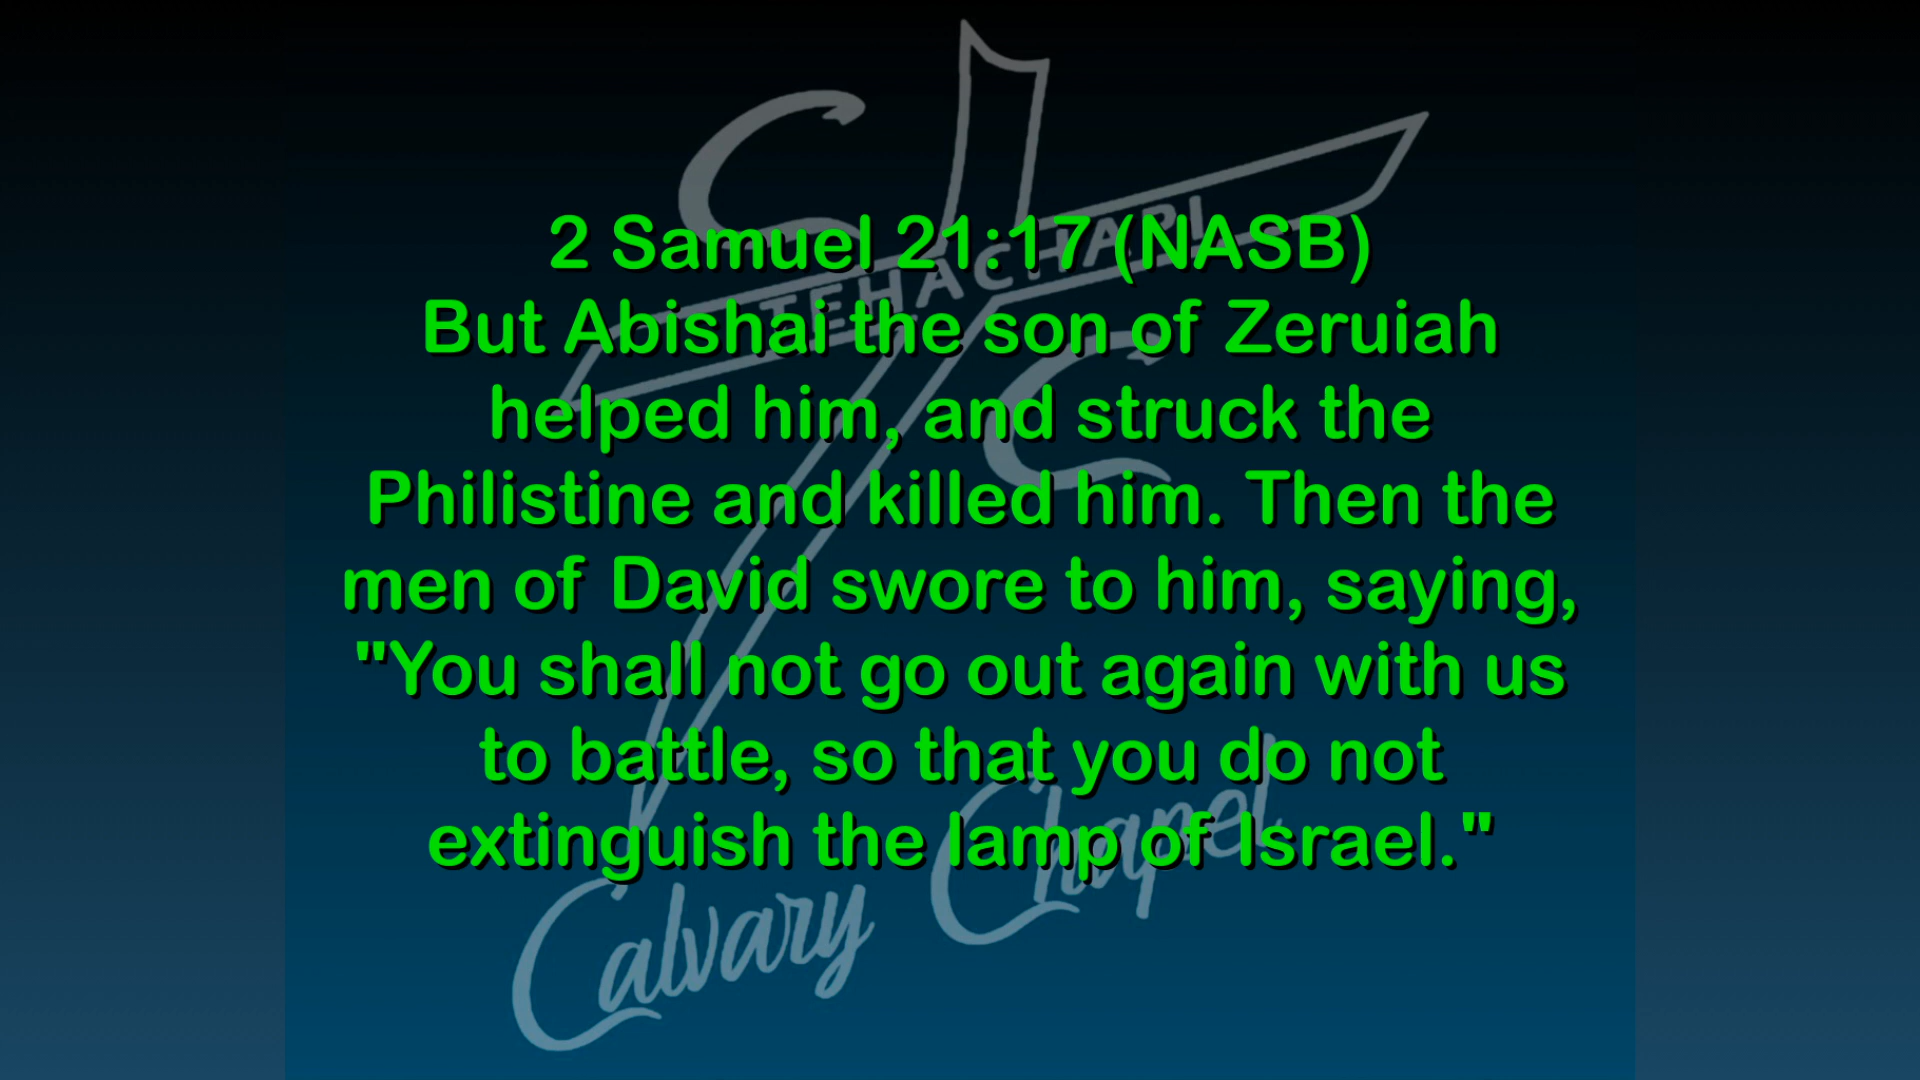 2 Samuel 21:17 (NASB)
But Abishai the son of Zeruiah
helped him, and struck the
Philistine and killed him. Then the
men of David swore to him, saying,
"You shall not go out again with us
to battle, so that you do not
extinguish the lamp of Israel."
C
TEHACHAPI
C
Calvary Chapel